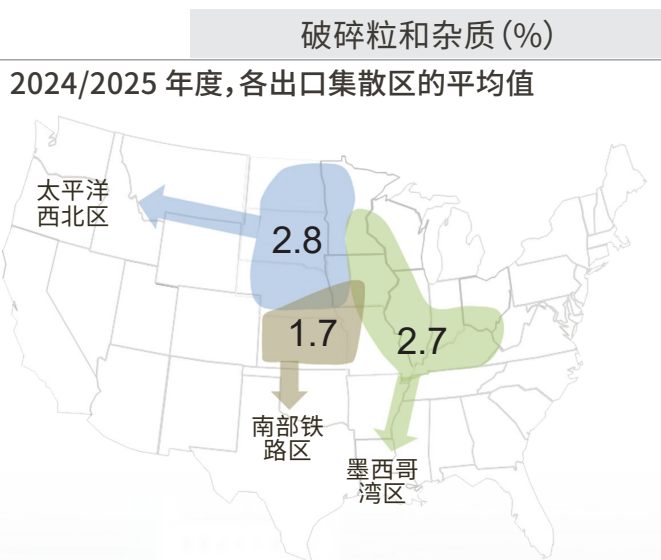 破碎粒和杂质(%)
2024/2025 年度,各出口集散区的平均值
太平洋
西北区
2.8
1.7
2.7
南部铁
路区
墨西哥
湾区